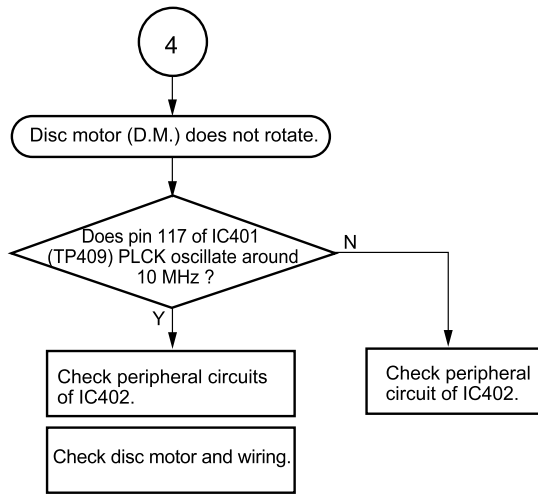 4
Disc motor (D.M.) does not rotate.
Does pin 117 of IC401
(TP409) PLCK oscillate around
10 MHz ?
N
Y
Check peripheral circuits
of IC402.
Check peripheral
circuit of IC402.
Check disc motor and wiring.